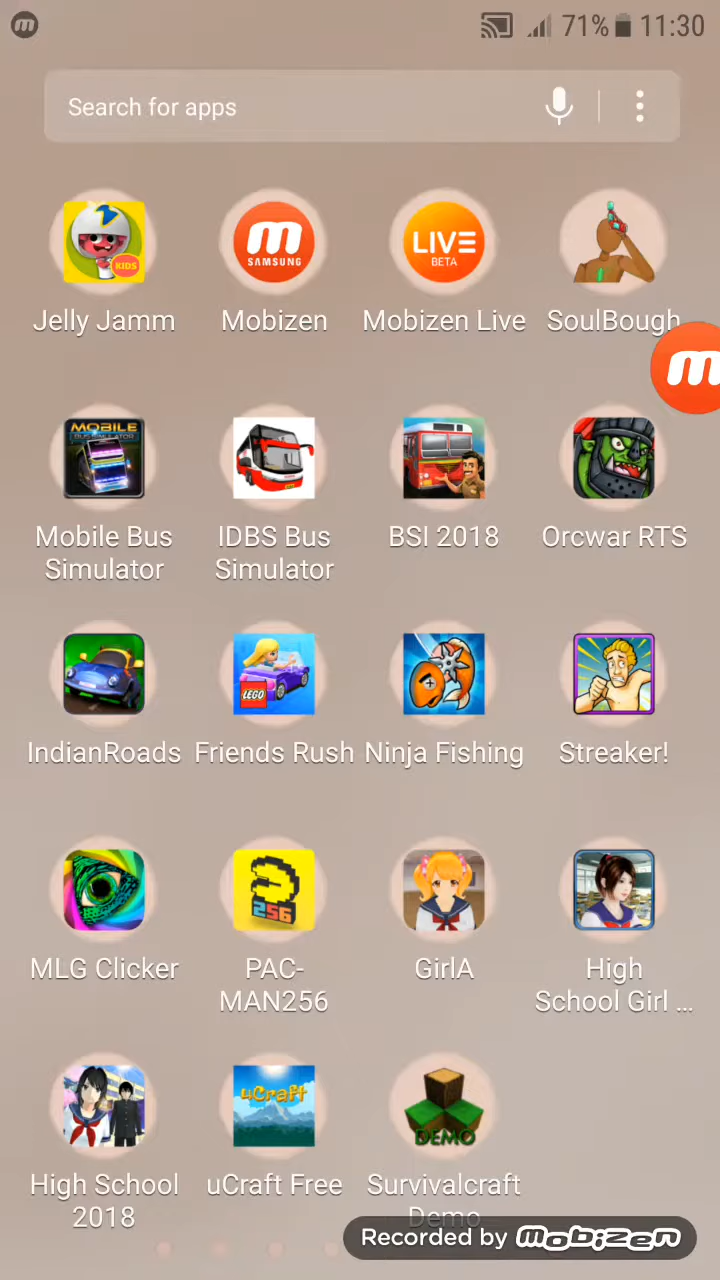 m 71% 11:30
Search for apps
KIDS
m
SAMSUNG
LIVE
BETA
Jelly Jamm Mobizen Mobizen Live SoulBough
m
MOBILE
BUS SIMULATOR
Mobile Bus Simulator
IDBS Bus Simulator
BSI 2018
Orcwar RTS
LEGO
IndianRoads Friends Rush Ninja Fishing Streaker!
256
MLG Clicker
PAC-
MAN256
GirlA
High
School Girl ...
uCraft
DEMO
High School
2018
uCraft Free
Survivalcraft
Demo
Recorded by mobizen